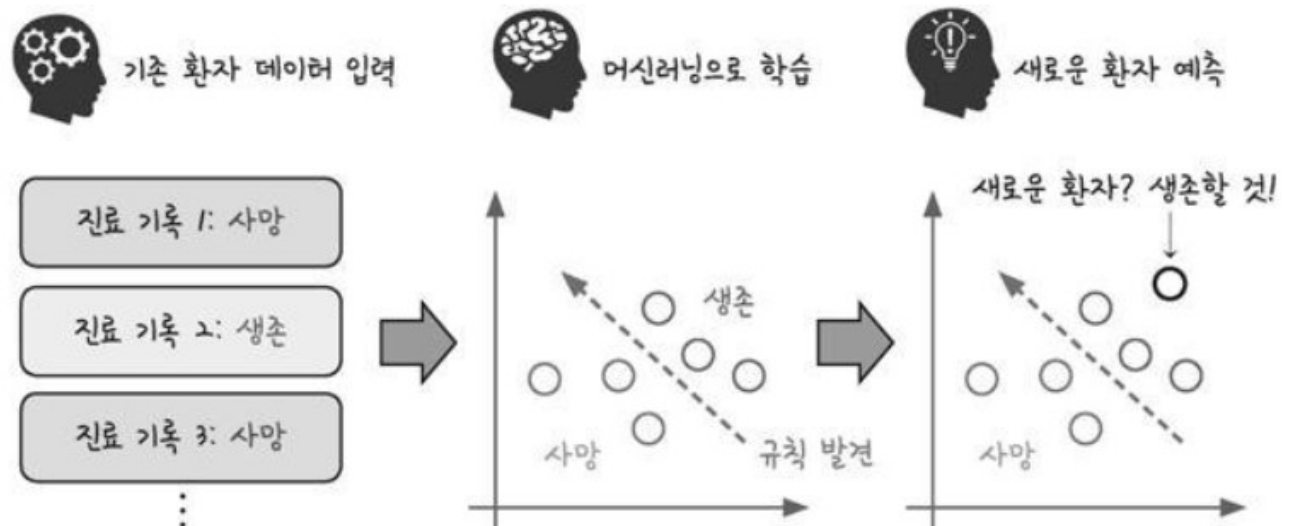 기존 환자 데이터 입력
진료 기록 1: 사망
진료 기록 2: 생존
진료 기록 3: 사망
머신러닝으로 학습
생존
사망
규칙 발견
새로운 환자 예측
새로운 환자? 생존할 것!
사망